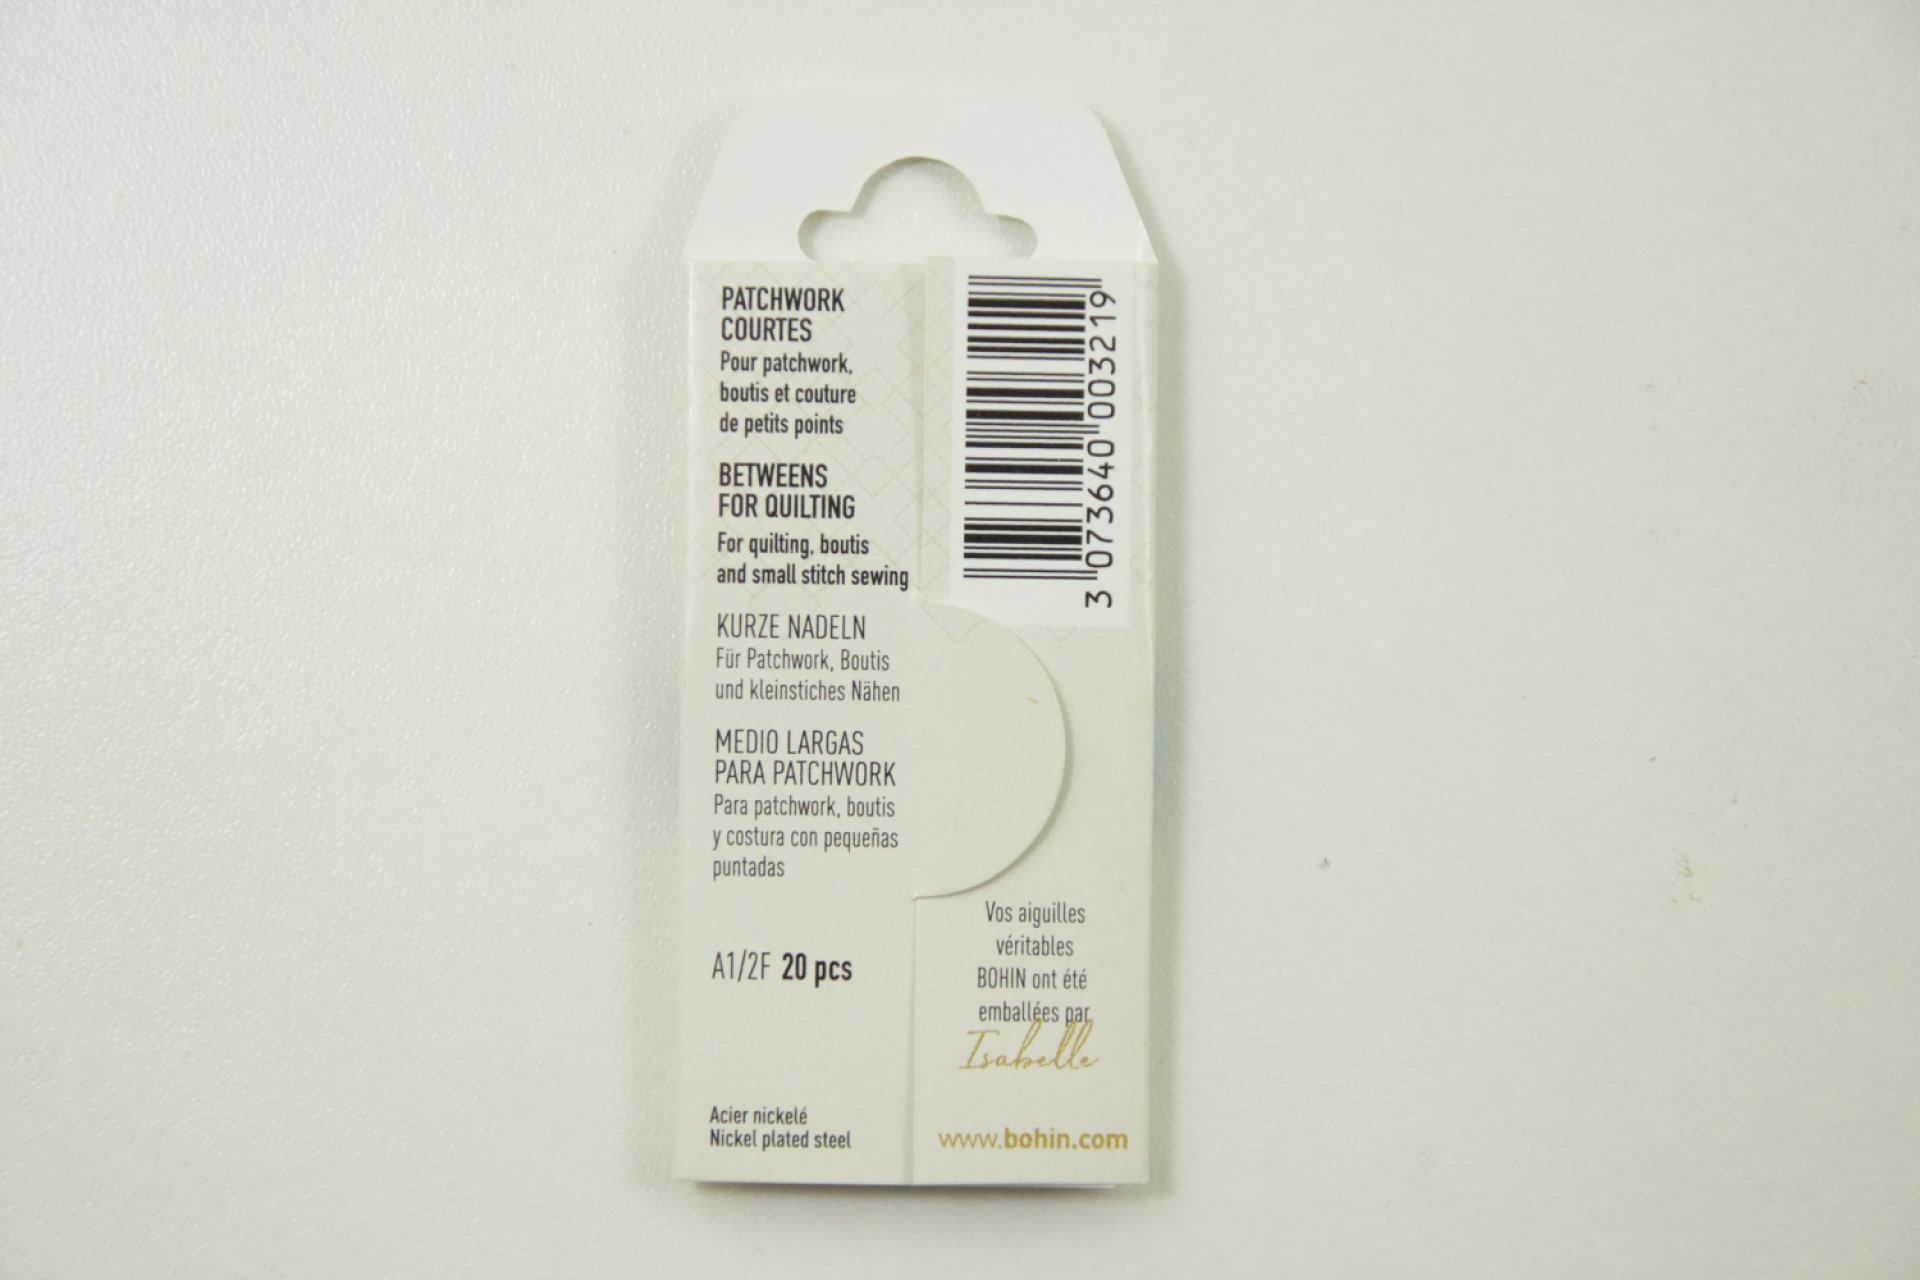 PATCHWORK
COURTES
Pour patchwork,
boutis et couture
de petits points
BETWEENS
FOR QUILTING
For quilting, boutis
and small stitch sewing
KURZE NADELN
Für Patchwork, Boutis
und kleinstiches Nähen
MEDIO LARGAS
PARA PATCHWORK
Para patchwork, boutis
y costura con pequeñas
puntadas
A1/2F 20 pcs
Acier nickelé
Nickel plated steel
3 073640 003219
Vos aiguilles
véritables
BOHIN ont été
emballées par
Isabelle
www.bohin.com